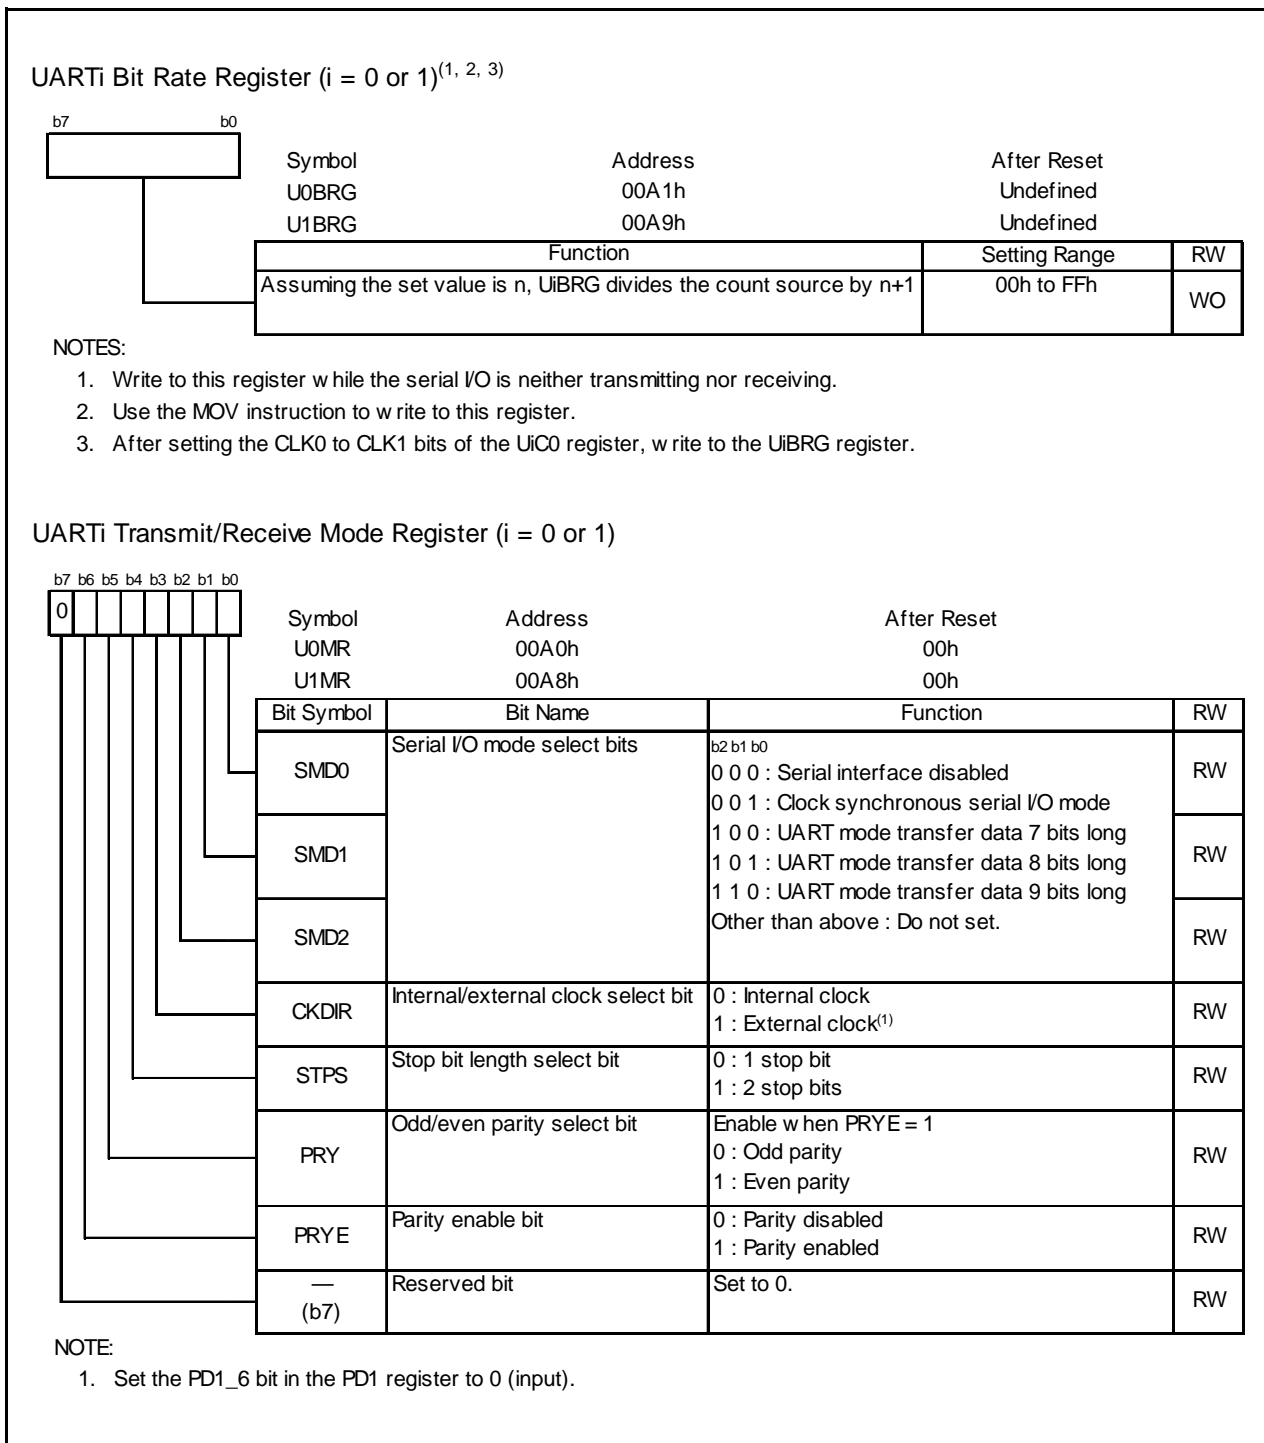 UARTi Bit Rate Register (i = 0 or 1)(1, 2, 3)
b7 b0
Symbol Address After Reset
U0BRG 00A1h Undefined
U1BRG 00A9h Undefined
Function Setting Range RW
Assuming the set value is n, UiBRG divides the count source by n+1 00h to FFh WO
NOTES:
1. Write to this register while the serial I/O is neither transmitting nor receiving.
2. Use the MOV instruction to write to this register.
3. After setting the CLK0 to CLK1 bits of the UiC0 register, write to the UiBRG register.
UARTi Transmit/Receive Mode Register (i = 0 or 1)
b7 b6 b5 b4 b3 b2 b1 b0
0
Symbol Address After Reset
U0MR 00A0h 00h
U1MR 00A8h 00h
Bit Symbol Bit Name Function RW
SMD0 Serial I/O mode select bits b2 b1 b0 RW
0 0 0 : Serial interface disabled
0 0 1 : Clock synchronous serial I/O mode
SMD1 1 0 0 : UART mode transfer data 7 bits long RW
1 0 1 : UART mode transfer data 8 bits long
1 1 0 : UART mode transfer data 9 bits long
SMD2 Other than above : Do not set. RW
CKDIR Internal/external clock select bit 0 : Internal clock RW
1 : External clock(1)
STPS Stop bit length select bit 0 : 1 stop bit RW
1 : 2 stop bits
PRY Odd/even parity select bit Enable when PRYE = 1 RW
0 : Odd parity
1 : Even parity
PRYE Parity enable bit 0 : Parity disabled RW
1 : Parity enabled
— Reserved bit Set to 0. RW
(b7)
NOTE:
1. Set the PD1_6 bit in the PD1 register to 0 (input).